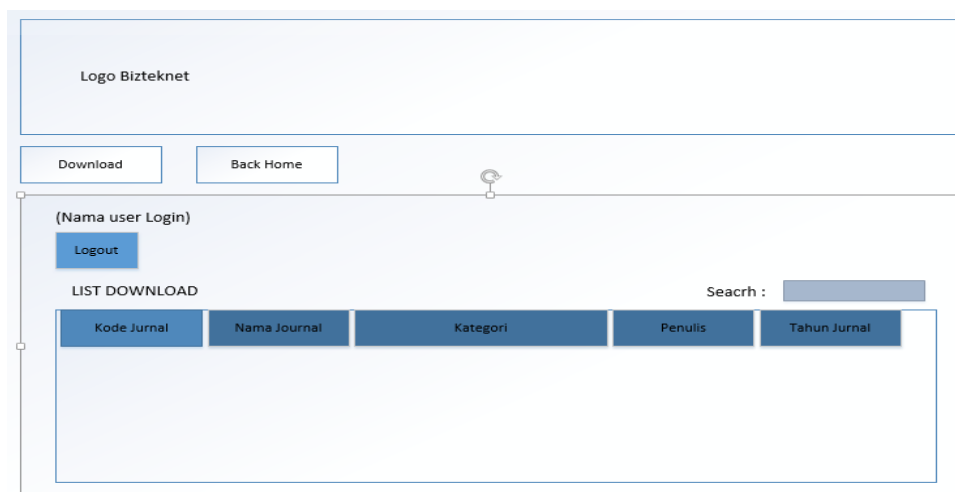 Logo Bizteknet
Download Back Home
(Nama user Login)
Logout
LIST DOWNLOAD Seacrh :
Kode Jurnal Nama Journal Kategori Penulis Tahun Jurnal